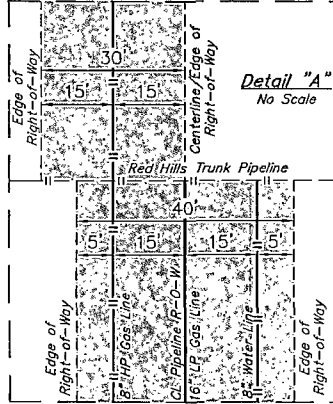 30
Detail "A"
No Scale
15'
15'
Edge of
Right-of-Way
Centerline/Edge of
Right-of-Way
Red Hills Trunk Pipeline
40'
5'
15'
15'
5'
Edge of
Right-of-Way
8" HP Gas Line
CL Pipeline R-O-W
6" LP Gas Line
8" Water Line
Edge of
Right-of-Way